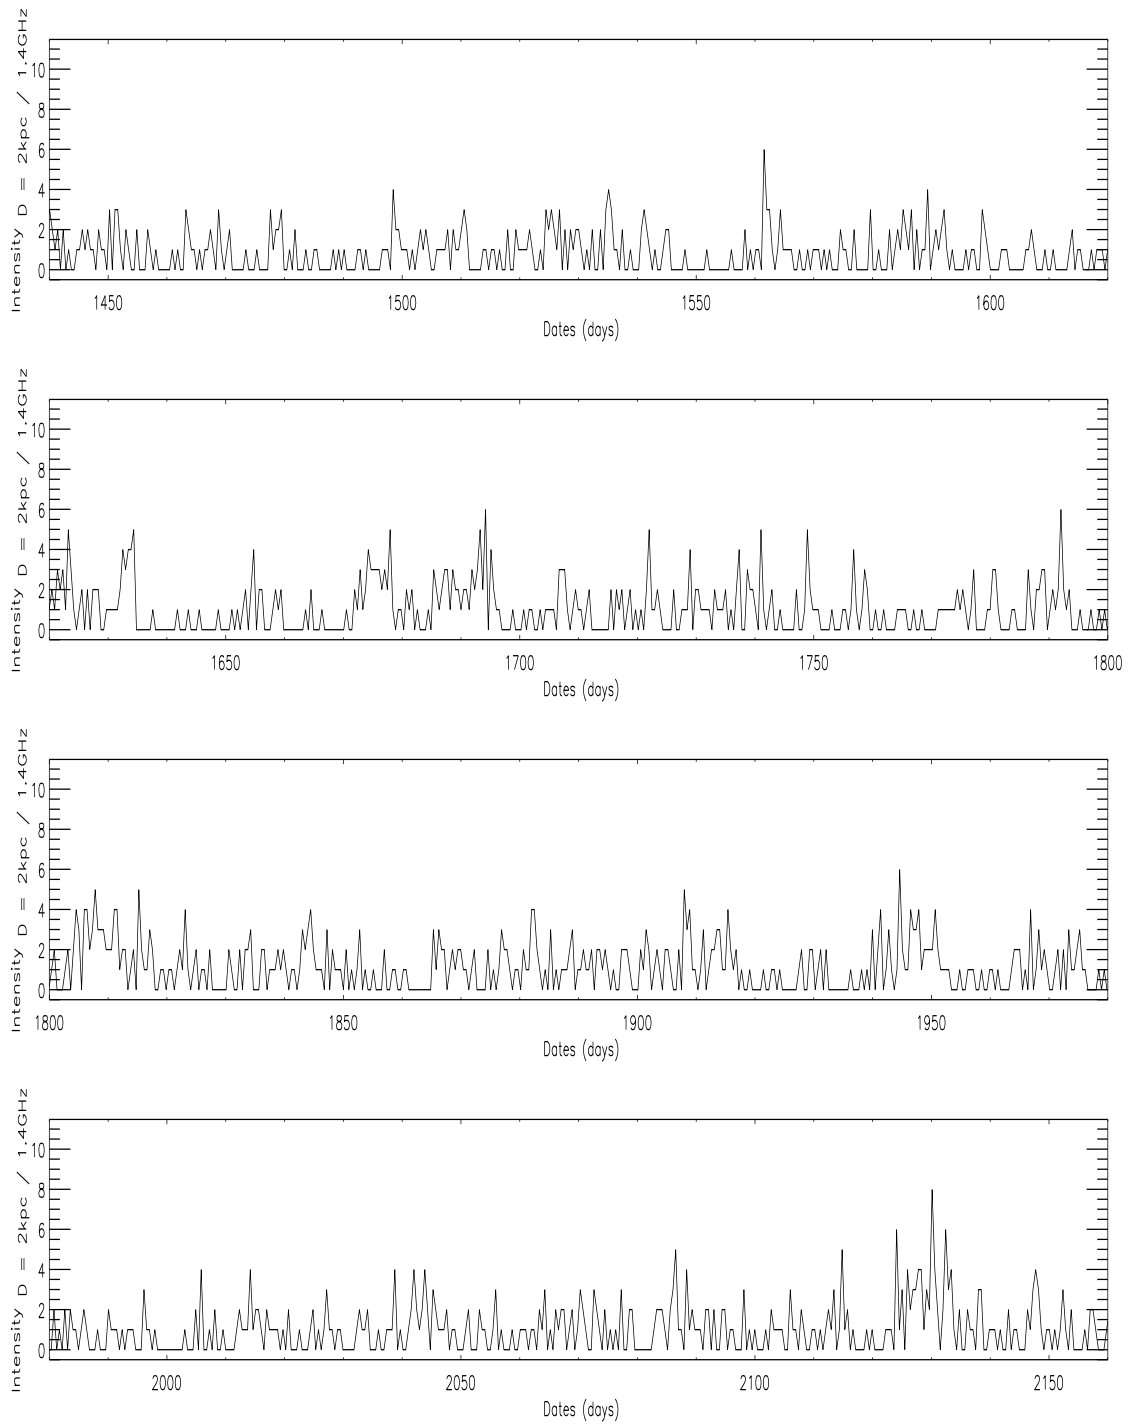 Intensity D = 2kpc / 1.4GHz
10
8
6
4
2
0
1450 1500 1550 1600
Dates (days)
Intensity D = 2kpc / 1.4GHz
10
8
6
4
2
0
1650 1700 1750 1800
Dates (days)
Intensity D = 2kpc / 1.4GHz
10
8
6
4
2
0
1800 1850 1900 1950
Dates (days)
Intensity D = 2kpc / 1.4GHz
10
8
6
4
2
0
2000 2050 2100 2150
Dates (days)